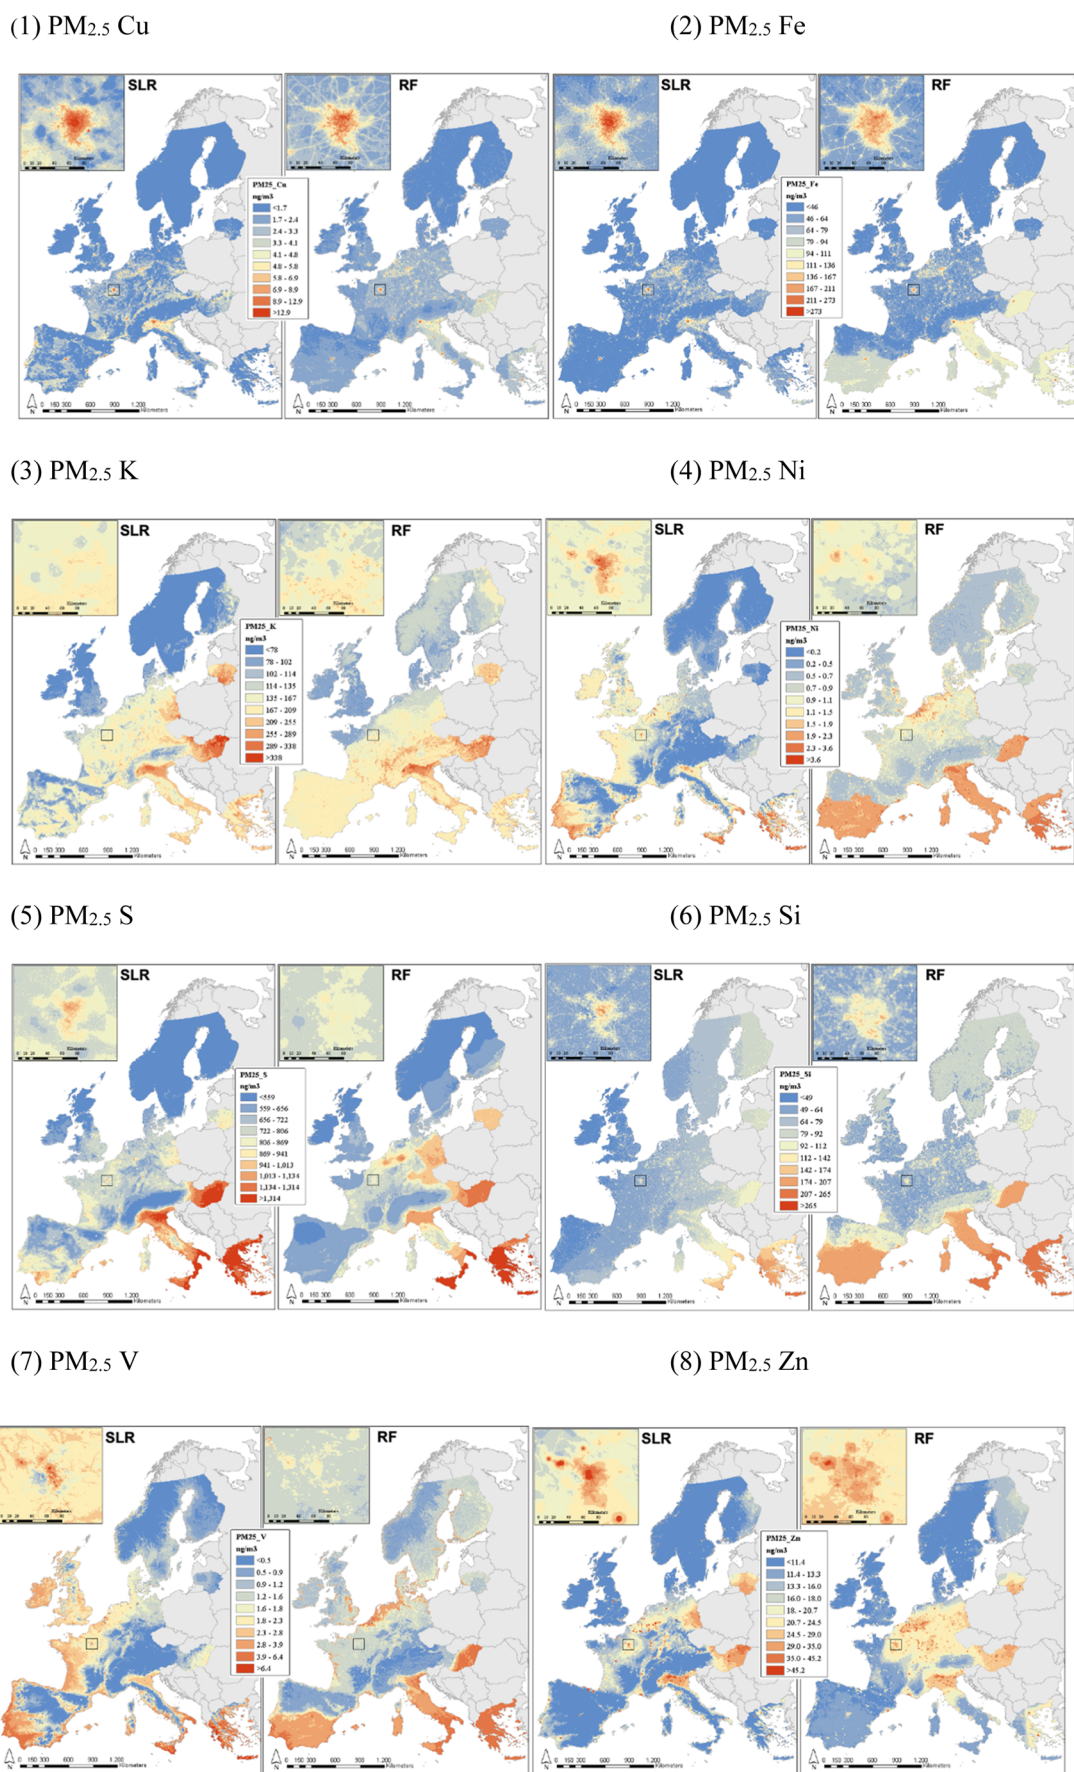 (1) PM2.5 Cu
(2) PM2.5 Fe
SLR
RF
SLR
RF
PM25_Cu
ng/m3
<1.7
1.7 - 2.4
2.4 - 3.3
3.3 - 4.1
4.1 - 4.8
4.8 - 5.8
5.8 - 6.9
6.9 - 8.9
8.9 - 12.9
>12.9
PM25_Fe
ng/m3
<46
46 - 64
64 - 79
79 - 94
94 - 111
111 - 136
136 - 167
167 - 211
211 - 273
>273
(3) PM2.5 K
(4) PM2.5 Ni
SLR
RF
SLR
RF
PM25_K
ng/m3
<78
78 - 102
102 - 114
114 - 135
135 - 167
167 - 209
209 - 255
255 - 289
289 - 338
>338
PM25_Ni
ng/m3
<0.2
0.2 - 0.5
0.5 - 0.7
0.7 - 0.9
0.9 - 1.1
1.1 - 1.5
1.5 - 1.9
1.9 - 2.3
2.3 - 3.6
>3.6
(5) PM2.5 S
(6) PM2.5 Si
SLR
RF
SLR
RF
PM25_S
ng/m3
<559
559 - 656
656 - 722
722 - 806
806 - 869
869 - 941
941 - 1,013
1,013 - 1,134
1,134 - 1,314
>1,314
PM25_Si
ng/m3
<49
49 - 64
64 - 79
79 - 92
92 - 112
112 - 142
142 - 174
174 - 207
207 - 265
>265
(7) PM2.5 V
(8) PM2.5 Zn
SLR
RF
SLR
RF
PM25_V
ng/m3
<0.5
0.5 - 0.9
0.9 - 1.2
1.2 - 1.6
1.6 - 1.8
1.8 - 2.3
2.3 - 2.8
2.8 - 3.9
3.9 - 6.4
>6.4
PM25_Zn
ng/m3
<11.4
11.4 - 13.3
13.3 - 16.0
16.0 - 18.0
18. - 20.7
20.7 - 24.5
24.5 - 29.0
29.0 - 35.0
35.0 - 45.2
>45.2